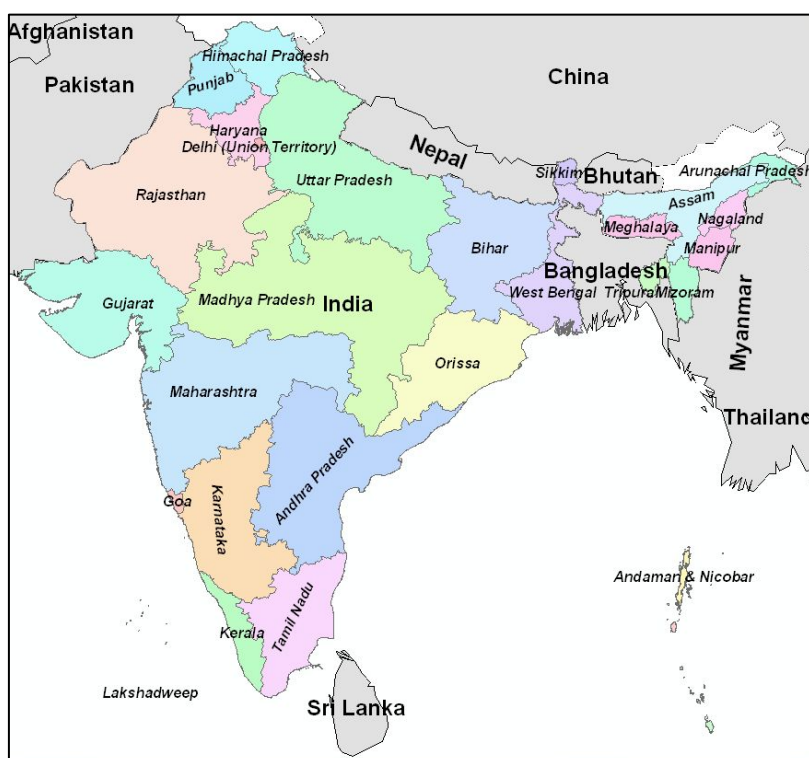 Afghanistan
Himachal Pradesh
Pakistan
Punjab
China
Haryana
Delhi (Union Territory)
Nepal
Rajasthan
Uttar Pradesh
Sikkim
Bhutan
Arunachal Pradesh
Assam
Meghalaya
Nagaland
Manipur
Bihar
Bangladesh
Gujarat
Madhya Pradesh
India
West Bengal
Tripura
Mizoram
Myanmar
Maharashtra
Orissa
Thailand
Andhra Pradesh
Goa
Karnataka
Andaman & Nicobar
Kerala
Tamil Nadu
Lakshadweep
Sri Lanka